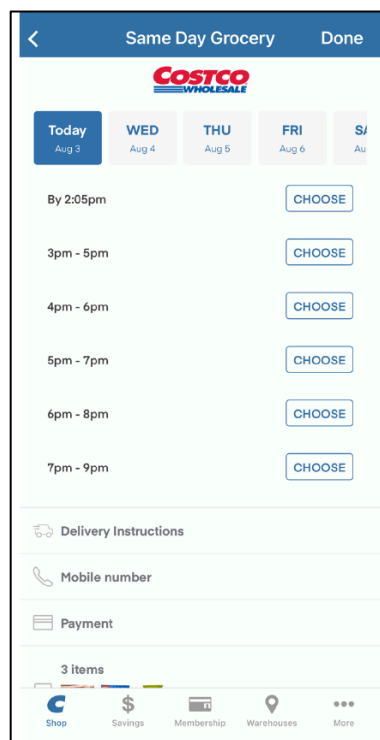 Same Day Grocery Done
COSTCO
WHOLESALE
Today WED THU FRI SA
Aug 3 Aug 4 Aug 5 Aug 6 Au
By 2:05pm CHOOSE
3pm - 5pm CHOOSE
4pm - 6pm CHOOSE
5pm - 7pm CHOOSE
6pm - 8pm CHOOSE
7pm - 9pm CHOOSE
Delivery Instructions
Mobile number
Payment
3 items
Shop Savings Membership Warehouses More